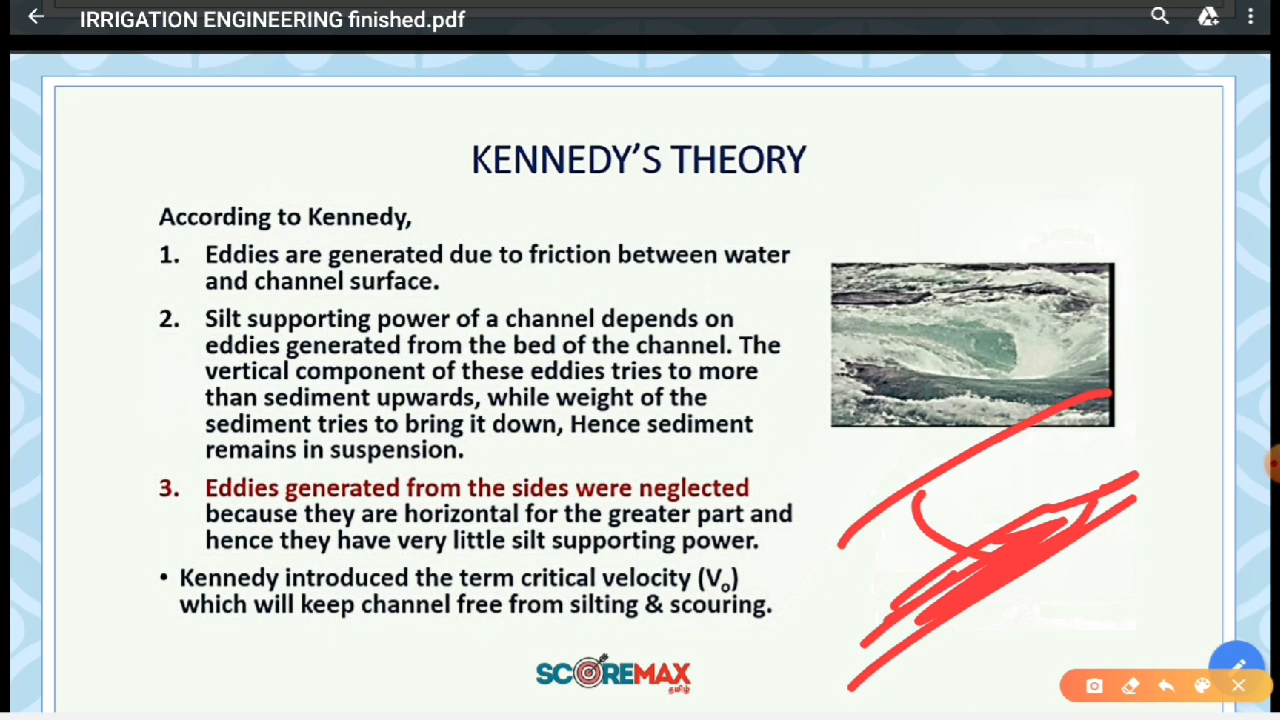 IRRIGATION ENGINEERING finished.pdf
KENNEDY'S THEORY
According to Kennedy,
1. Eddies are generated due to friction between water
and channel surface.
2. Silt supporting power of a channel depends on
eddies generated from the bed of the channel. The
vertical component of these eddies tries to more
than sediment upwards, while weight of the
sediment tries to bring it down, Hence sediment
remains in suspension.
3. Eddies generated from the sides were neglected
because they are horizontal for the greater part and
hence they have very little silt supporting power.
• Kennedy introduced the term critical velocity (Vₒ)
which will keep channel free from silting & scouring.
SCOREMAX
தமிழ்